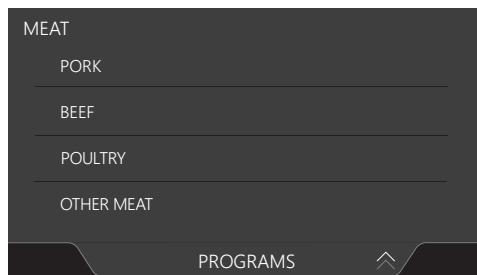 MEAT
PORK
BEEF
POULTRY
OTHER MEAT
PROGRAMS